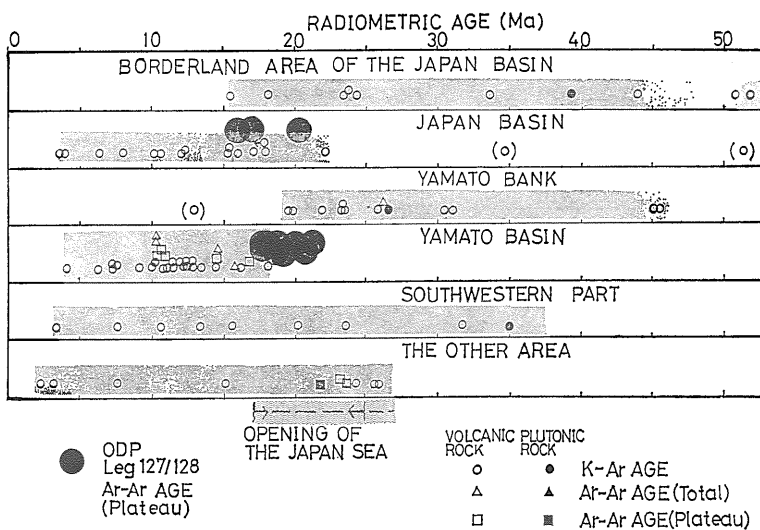 RADIOMETRIC AGE (Ma)
0 10 20 30 40 50
BORDERLAND AREA OF THE JAPAN BASIN
JAPAN BASIN
YAMATO BANK
YAMATO BASIN
SOUTHWESTERN PART
THE OTHER AREA
OPENING OF
THE JAPAN SEA
ODP
Leg 127/128
Ar-Ar AGE
(Plateau)
VOLCANIC PLUTONIC
ROCK ROCK
K-Ar AGE
Ar-Ar AGE (Total)
Ar-Ar AGE (Plateau)